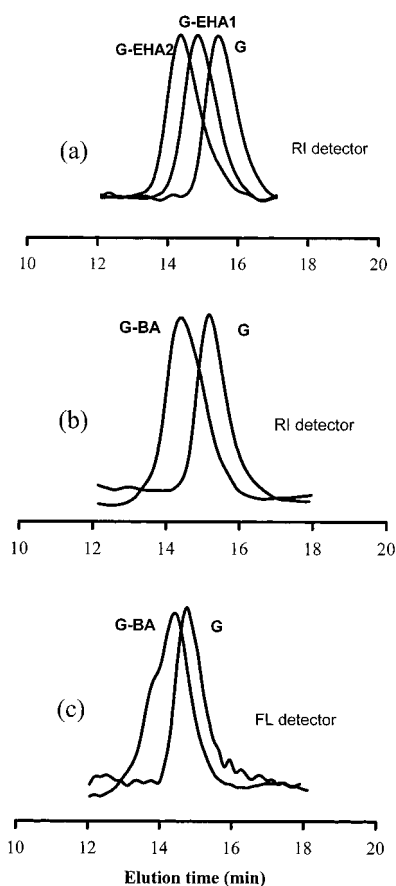 G-EHA1
G-EHA2 G
(a)
RI detector
10 12 14 16 18 20
G-BA G
(b)
RI detector
10 12 14 16 18 20
G-BA G
(c)
FL detector
10 12 14 16 18 20
Elution time (min)